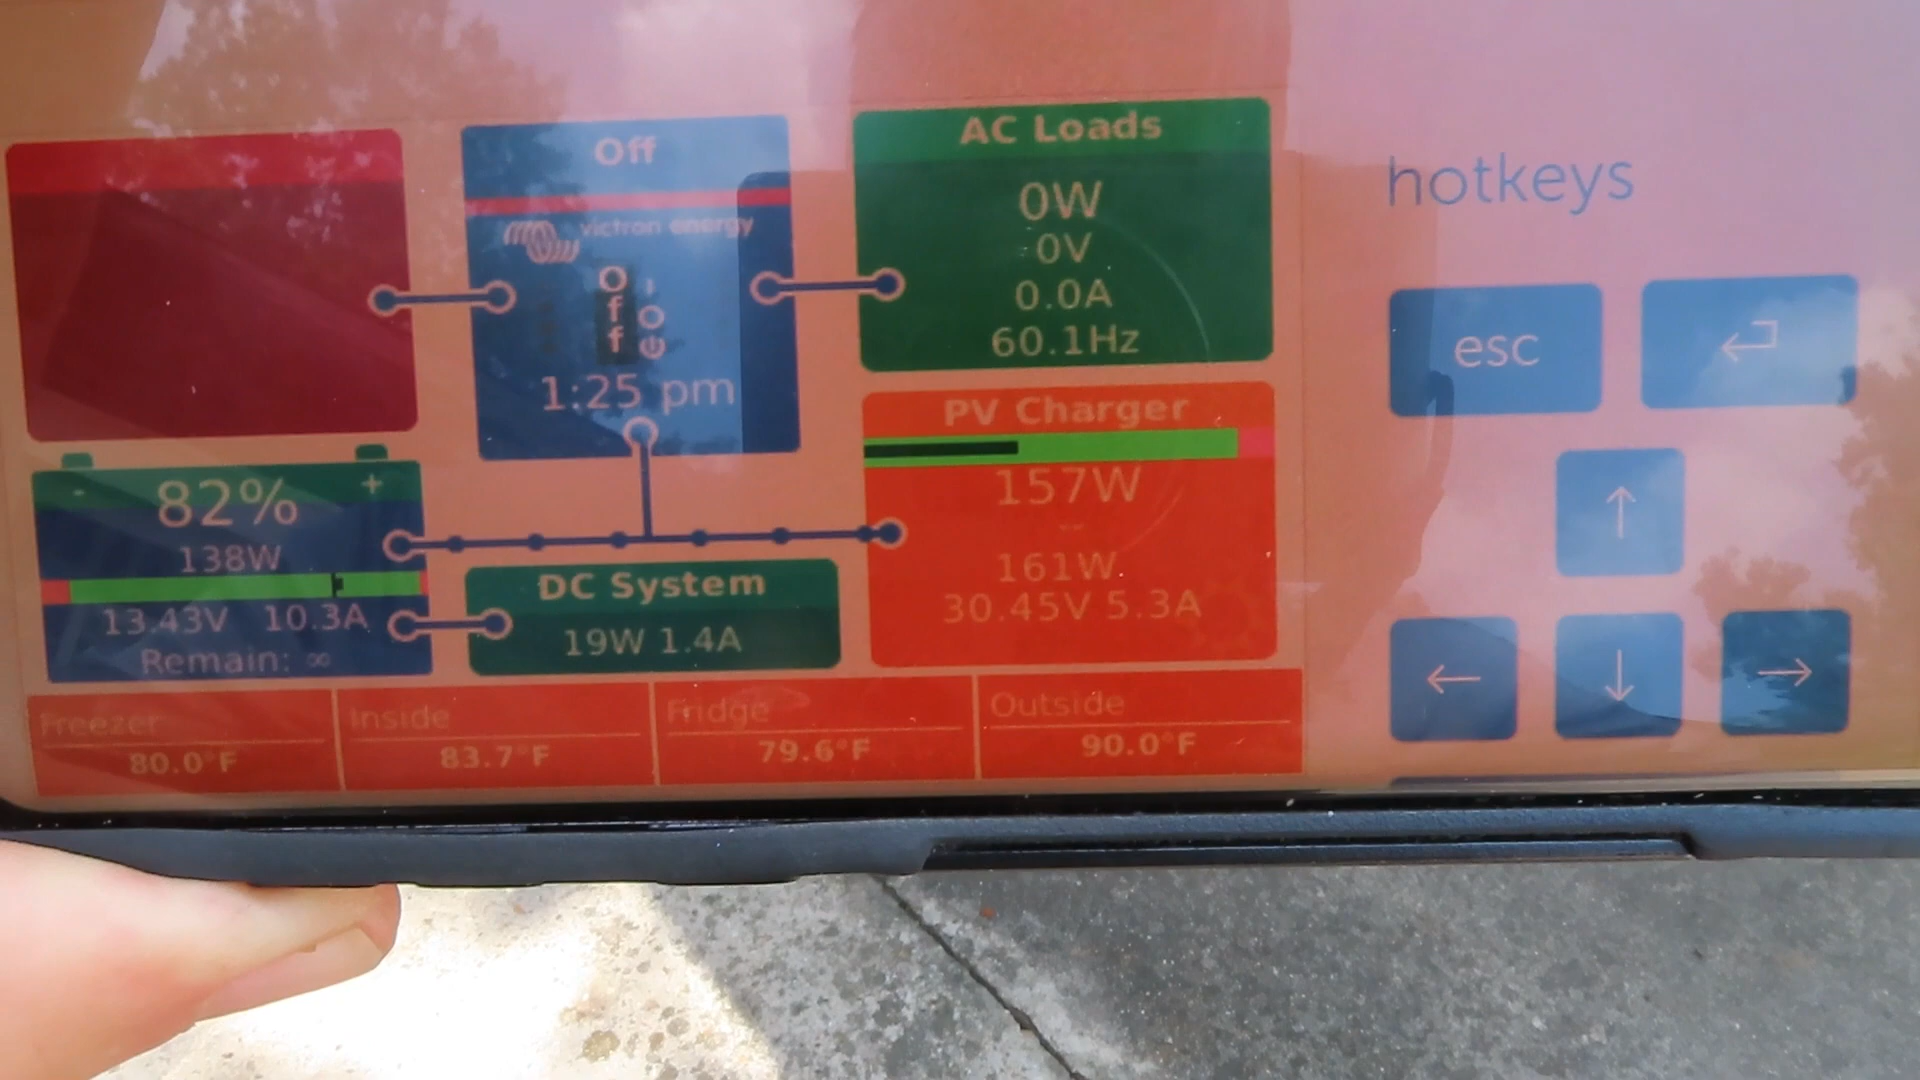 Off
victron energy
Off
1:25 pm
AC Loads
0W
0V
0.0A
60.1Hz
PV Charger
157W
--
161W
30.45V 5.3A
- 82% +
138W
13.43V 10.3A
Remain: ∞
DC System
19W 1.4A
Freezer
80.0°F
Inside
83.7°F
Fridge
79.6°F
Outside
90.0°F
hotkeys
esc